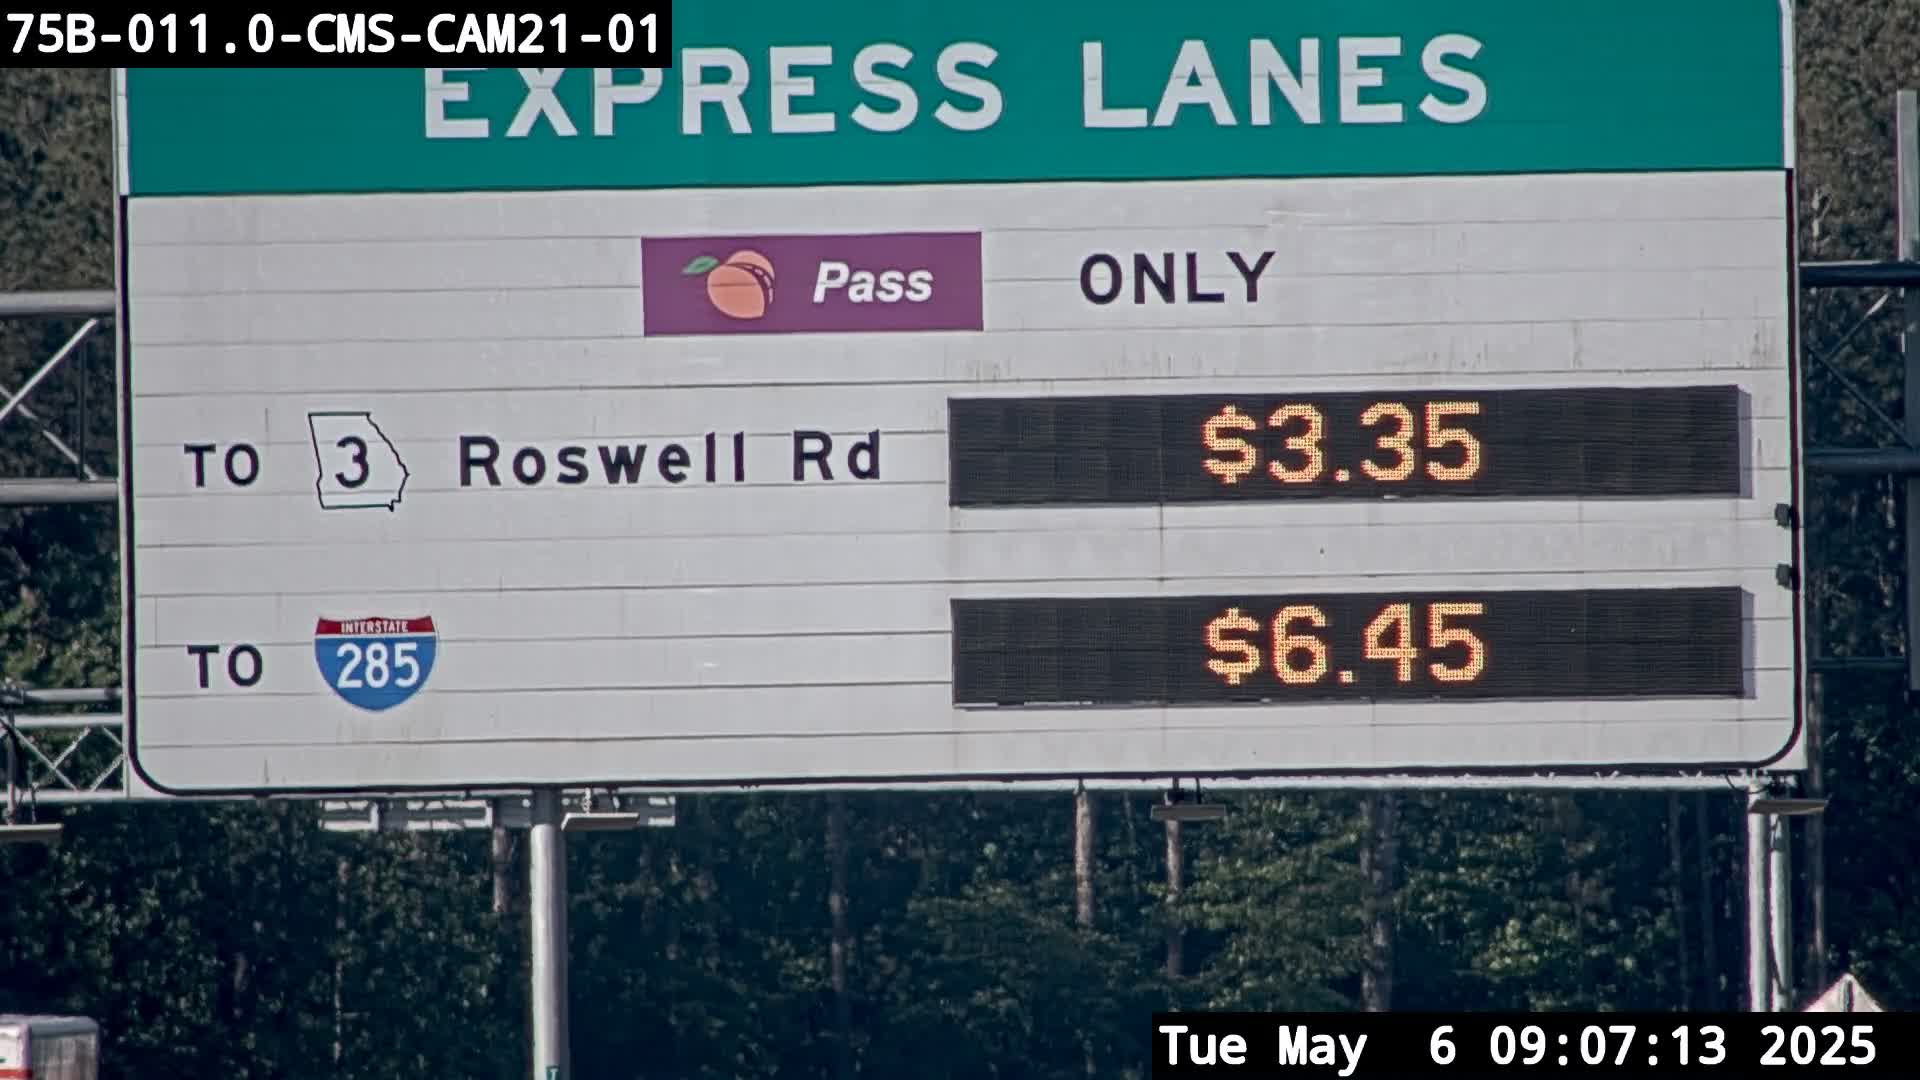 75B-011.0-CMS-CAM21-01
EXPRESS LANES
Pass ONLY
TO 3 Roswell Rd $3.35
TO INTERSTATE 285 $6.45
Tue May 6 09:07:13 2025